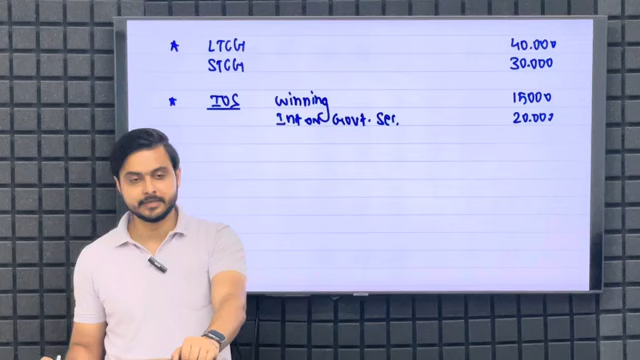 * LTCG 40.000
STCG 30.000
* IOS Winning 15000
Int on Govt. Sec. 20.000